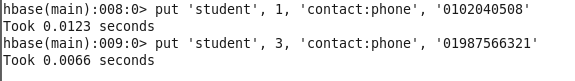 hbase(main):008:0> put 'student', 1, 'contact:phone', '0102040508'
Took 0.0123 seconds
hbase(main):009:0> put 'student', 3, 'contact:phone', '01987566321'
Took 0.0066 seconds